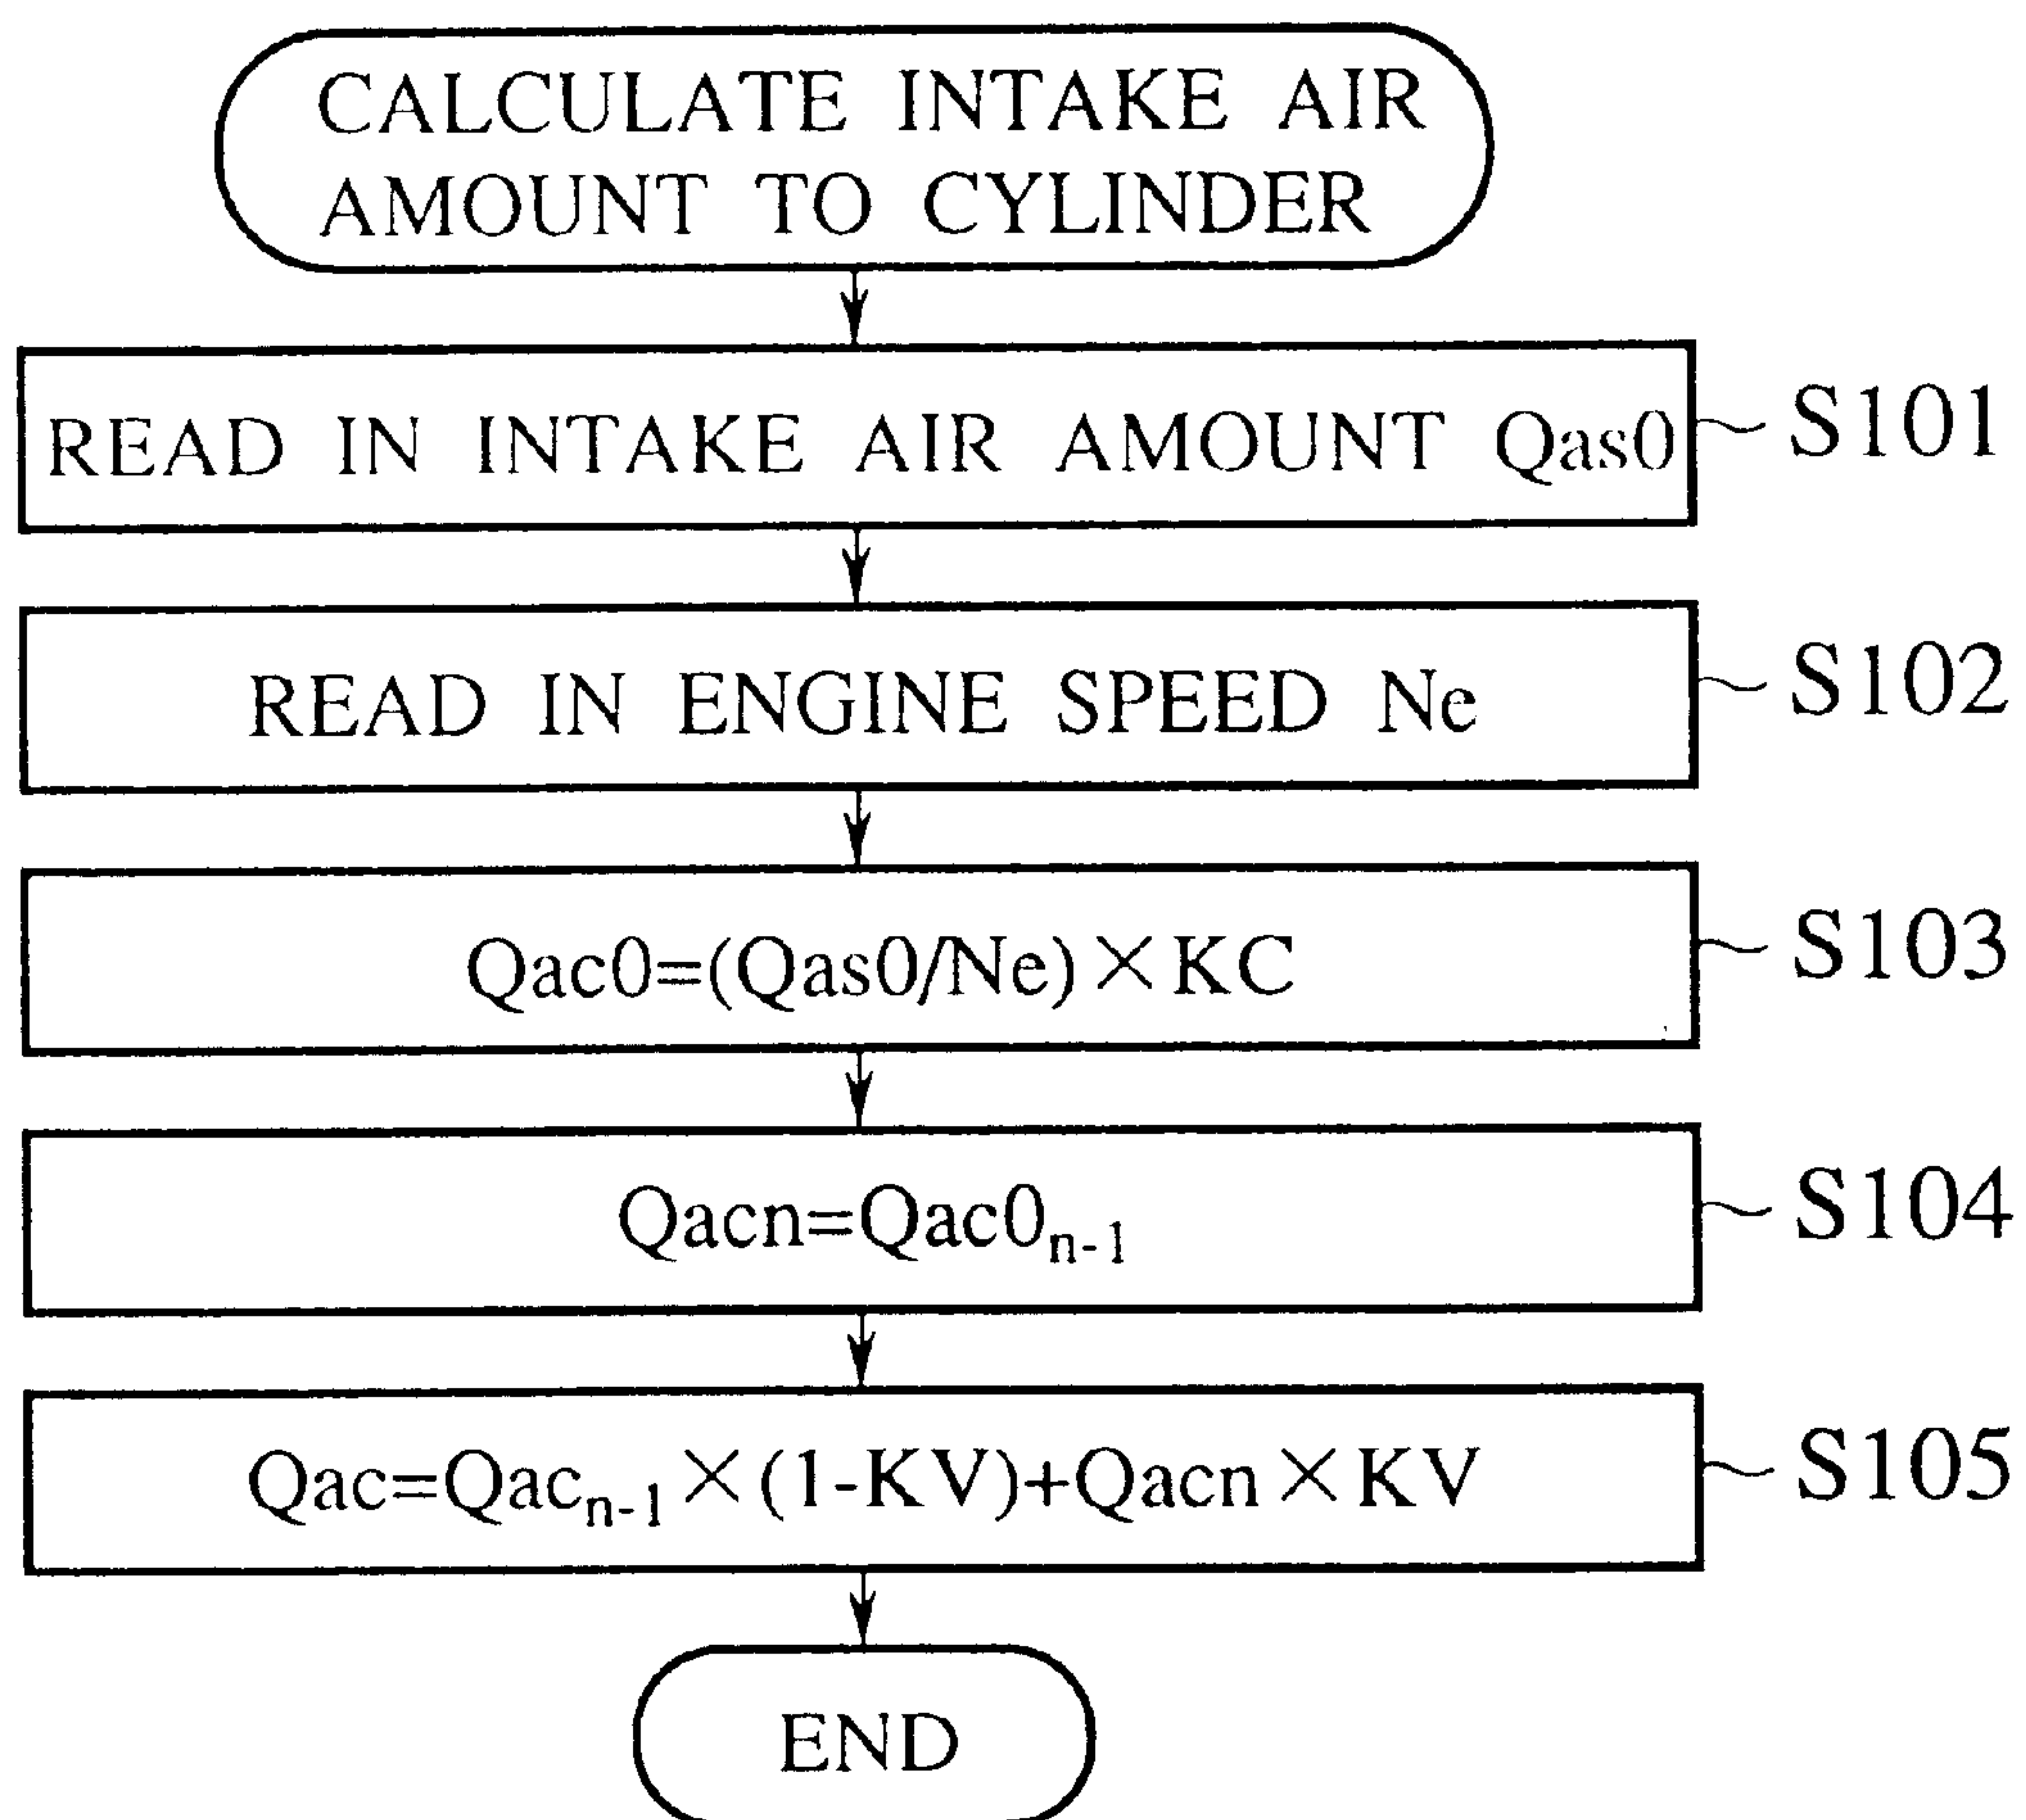 CALCULATE INTAKE AIR
AMOUNT TO CYLINDER
READ IN INTAKE AIR AMOUNT Qas0
S101
READ IN ENGINE SPEED Ne
S102
Qac0=(Qas0/Ne)×KC
S103
Qacn=Qac0ₙ₋₁
S104
Qac=Qacₙ₋₁×(1-KV)+Qacn×KV
S105
END